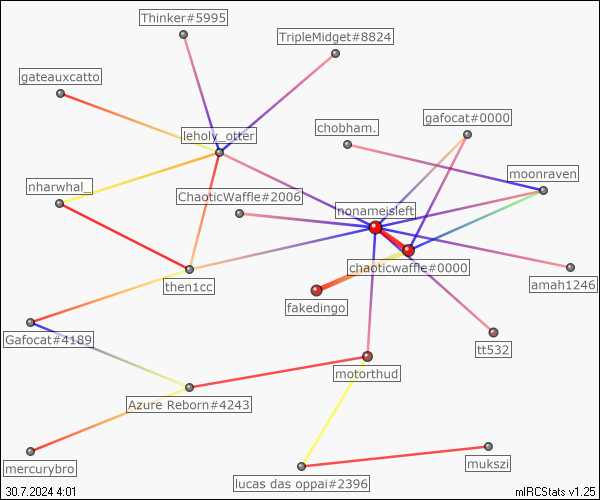 Thinker#5995
TripleMidget#8824
gateauxcatto
gafocat#0000
chobham.
leholy_otter
moonraven
nharwhal_
ChaoticWaffle#2006
nonameisleft
chaoticwaffle#0000
then1cc
amah1246
fakedingo
Gafocat#4189
tt532
motorthud
Azure Reborn#4243
mukszi
mercurybro
lucas das oppai#2396
30.7.2024 4:01
mIRCStats v1.25